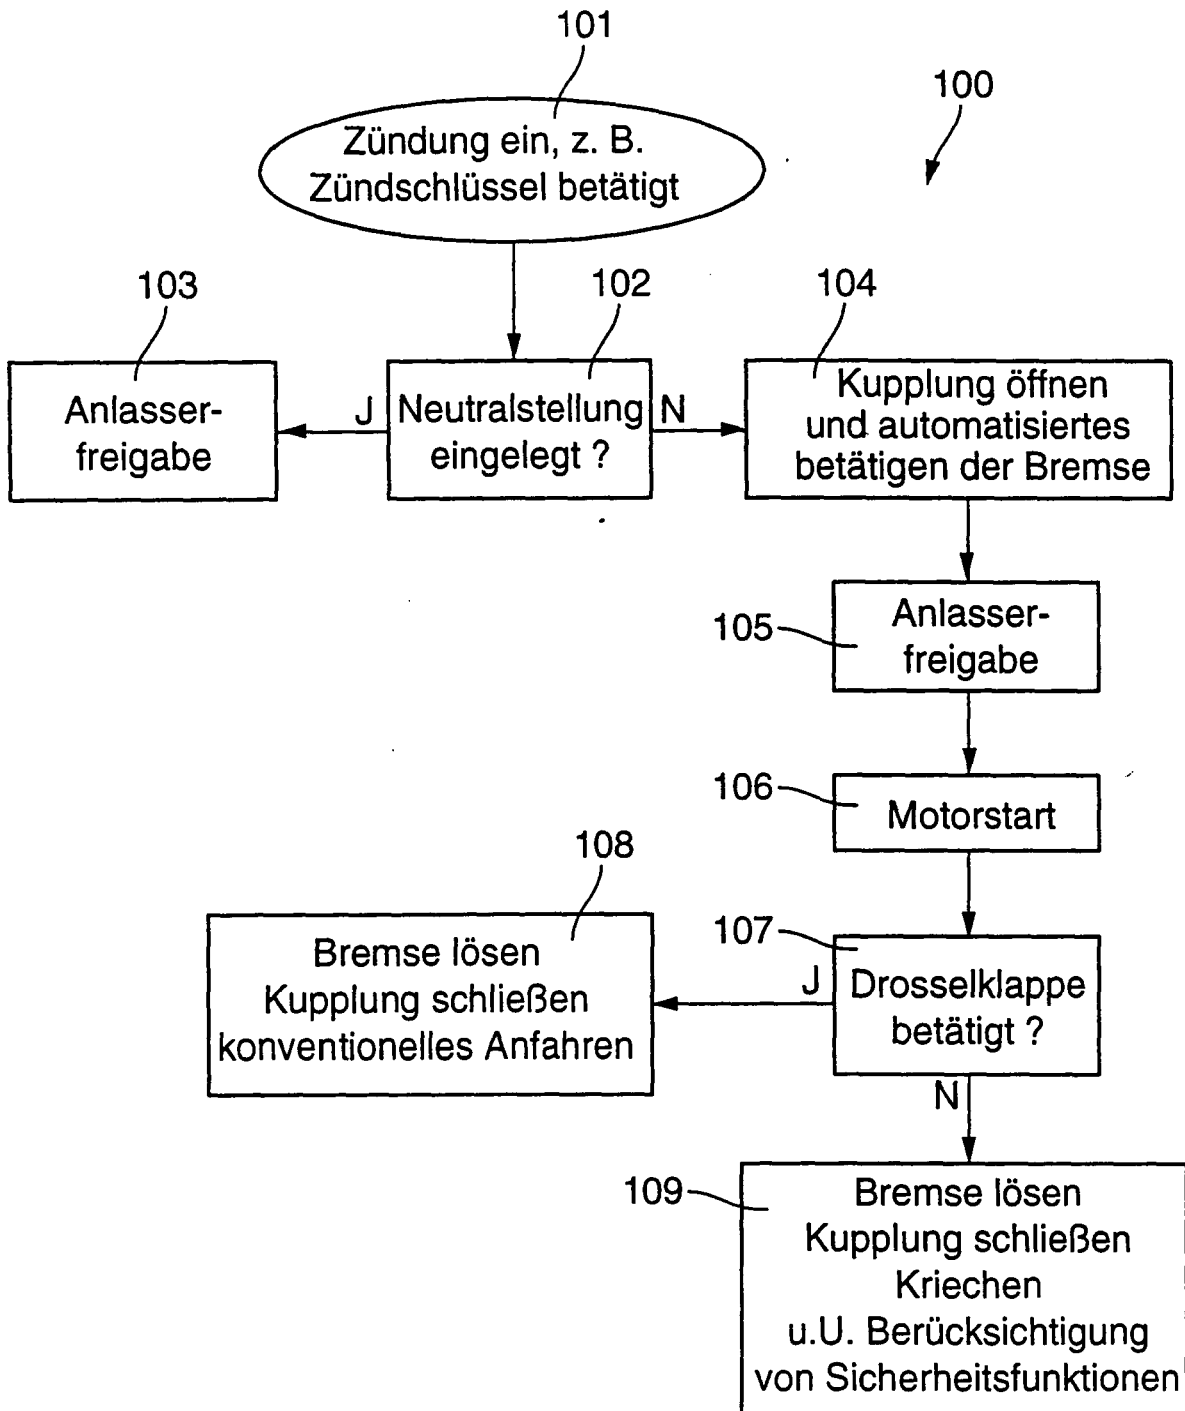 101
100
Zündung ein, z. B.
Zündschlüssel betätigt
103
102
104
Anlasser-
freigabe
J
Neutralstellung
eingelegt ?
N
Kupplung öffnen
und automatisiertes
betätigen der Bremse
105
Anlasser-
freigabe
106
Motorstart
108
107
Bremse lösen
Kupplung schließen
konventionelles Anfahren
J
Drosselklappe
betätigt ?
N
109
Bremse lösen
Kupplung schließen
Kriechen
u.U. Berücksichtigung
von Sicherheitsfunktionen